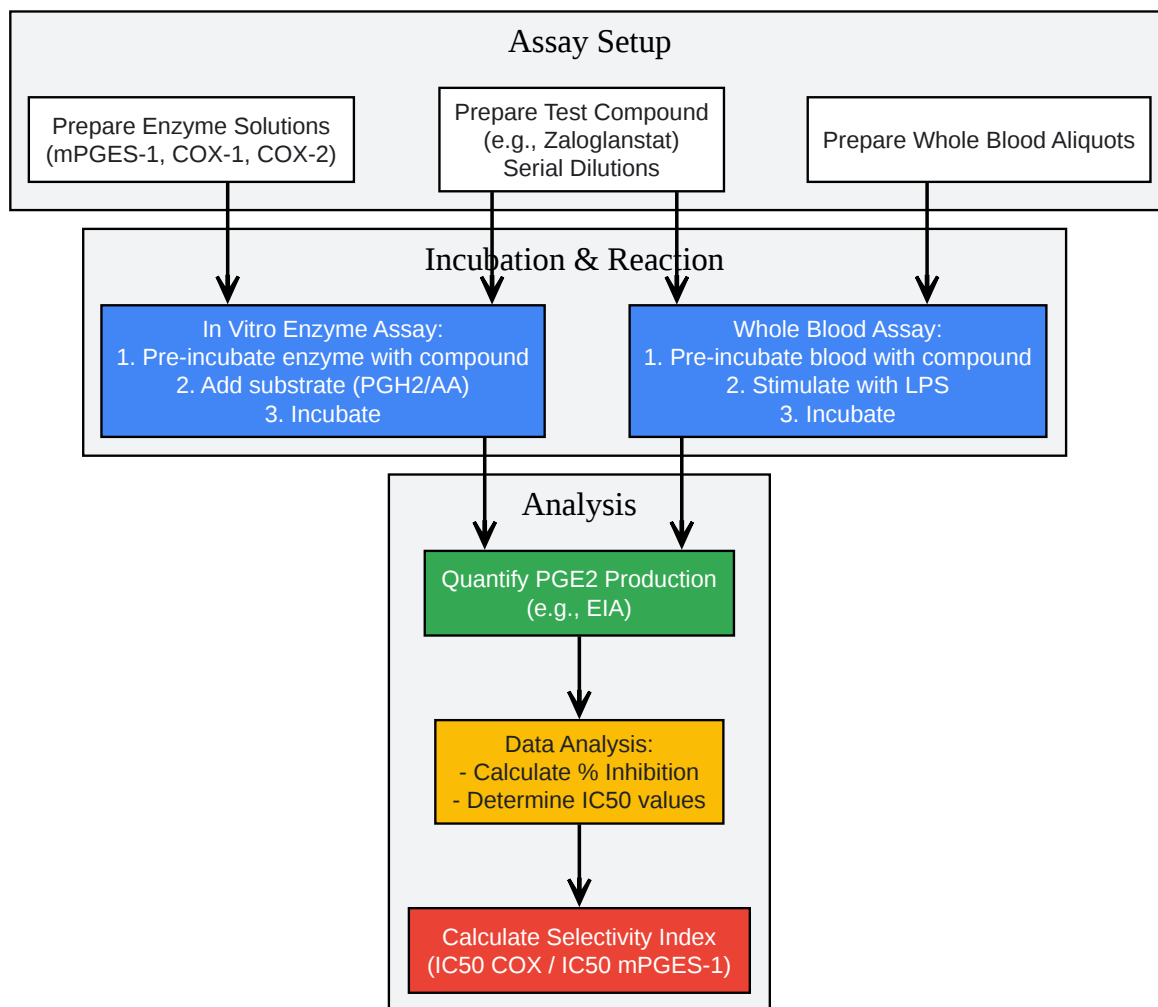 Assay Setup
Prepare Enzyme Solutions
(mPGES-1, COX-1, COX-2)
Prepare Test Compound
(e.g., Zaloglanstat)
Serial Dilutions
Prepare Whole Blood Aliquots
Incubation & Reaction
In Vitro Enzyme Assay:
1. Pre-incubate enzyme with compound
2. Add substrate (PGH2/AA)
3. Incubate
Whole Blood Assay:
1. Pre-incubate blood with compound
2. Stimulate with LPS
3. Incubate
Analysis
Quantify PGE2 Production
(e.g., EIA)
Data Analysis:
- Calculate % Inhibition
- Determine IC50 values
Calculate Selectivity Index
(IC50 COX / IC50 mPGES-1)